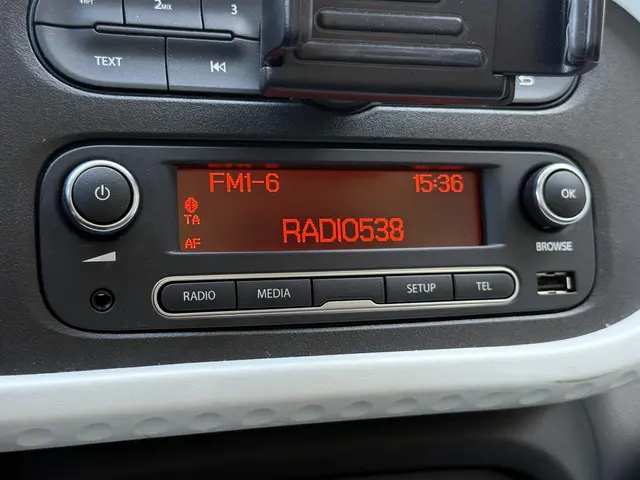 2MIX 3
TEXT
FM1-6 15:36
TA
RADIO538
AF
OK
BROWSE
RADIO MEDIA SETUP TEL